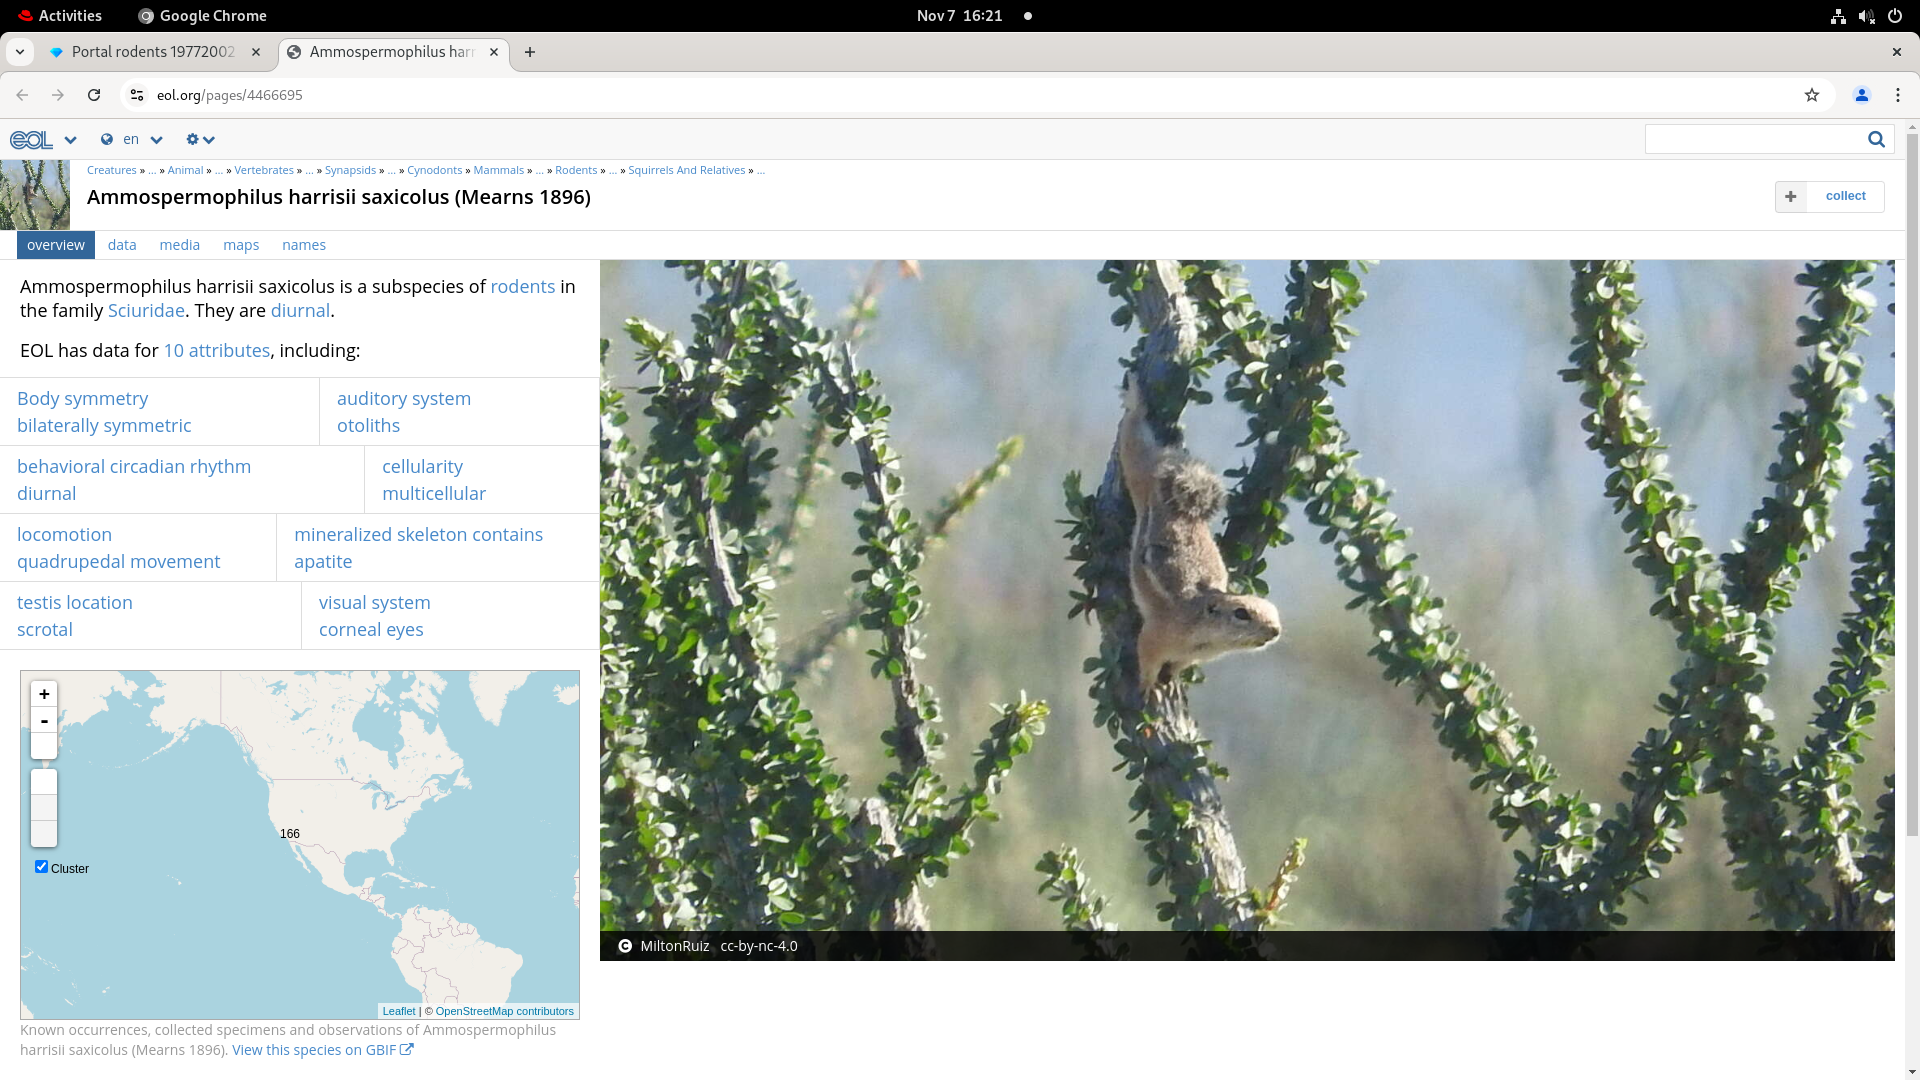 Activities
Google Chrome
Nov 7 16:21
Portal rodents 19772002
Ammospermophilus harr
eol.org/pages/4466695
eol
en
Creatures » ... » Animal » ... » Vertebrates » ... » Synapsids » ... » Cynodonts » Mammals » ... » Rodents » ... » Squirrels And Relatives » ...
Ammospermophilus harrisii saxicolus (Mearns 1896)
+ collect
overview data media maps names
Ammospermophilus harrisii saxicolus is a subspecies of rodents in
the family Sciuridae. They are diurnal.
EOL has data for 10 attributes, including:
Body symmetry
bilaterally symmetric
auditory system
otoliths
behavioral circadian rhythm
diurnal
cellularity
multicellular
locomotion
quadrupedal movement
mineralized skeleton contains
apatite
testis location
scrotal
visual system
corneal eyes
+
-
166
Cluster
Leaflet | © OpenStreetMap contributors
Known occurrences, collected specimens and observations of Ammospermophilus
harrisii saxicolus (Mearns 1896). View this species on GBIF
MiltonRuiz cc-by-nc-4.0